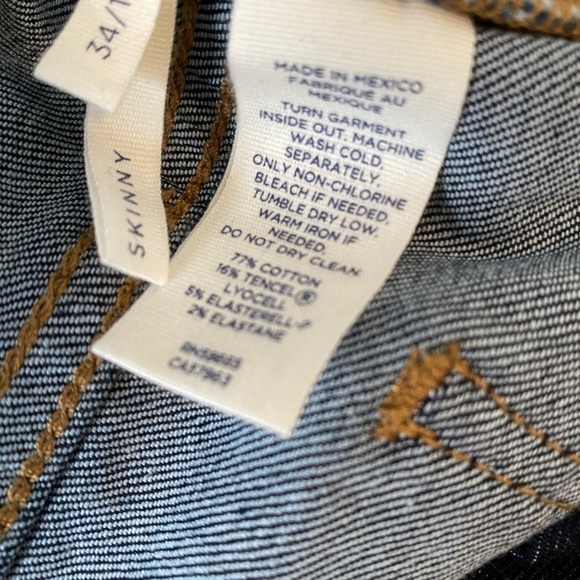 34/1
SKINNY
MADE IN MEXICO
FABRIQUÉ AU
MEXIQUE
TURN GARMENT
INSIDE OUT. MACHINE
WASH COLD.
SEPARATELY.
ONLY NON-CHLORINE
BLEACH IF NEEDED.
TUMBLE DRY LOW.
WARM IRON IF
NEEDED.
DO NOT DRY CLEAN.
77% COTTON
16% TENCEL®
LYOCELL
5% ELASTERELL-P
2% ELASTANE